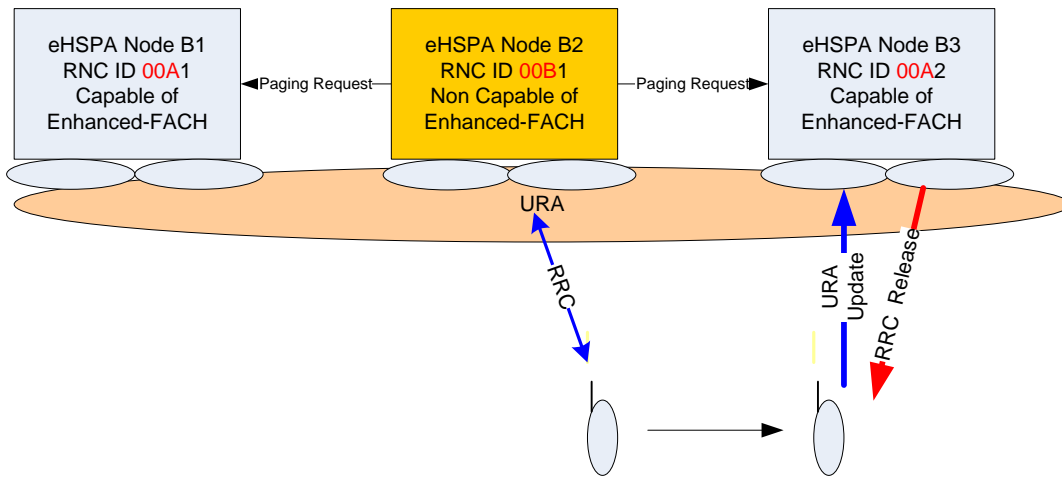 eHSPA Node B1
RNC ID 00A1
Capable of
Enhanced-FACH
Paging Request
eHSPA Node B2
RNC ID 00B1
Non Capable of
Enhanced-FACH
Paging Request
eHSPA Node B3
RNC ID 00A2
Capable of
Enhanced-FACH
URA
RRC
URA
Update
RRC Release